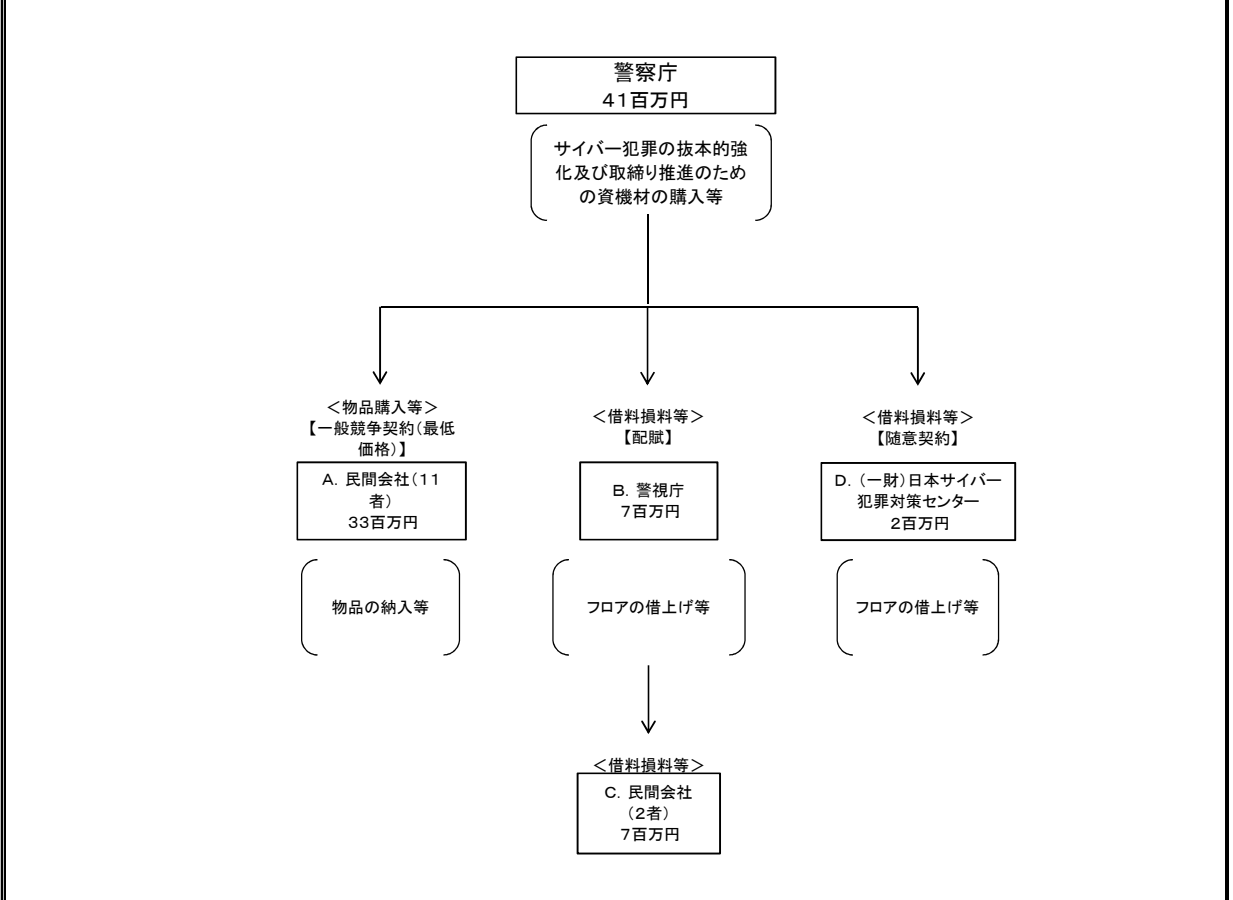 警察庁
41百万円
サイバー犯罪の抜本的強
化及び取締り推進のため
の資機材の購入等
＜物品購入等＞
【一般競争契約（最低
価格）】
A．民間会社（11
者）
33百万円
物品の納入等
＜借料損料等＞
【配賦】
B．警視庁
7百万円
フロアの借上げ等
＜借料損料等＞
【随意契約】
D．（一財）日本サイバー
犯罪対策センター
2百万円
フロアの借上げ等
＜借料損料等＞
C．民間会社
（2者）
7百万円